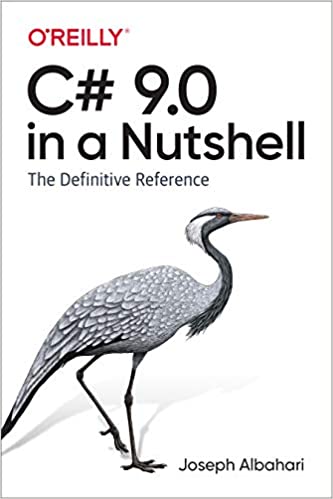 O'REILLY®
C# 9.0
in a Nutshell
The Definitive Reference
Joseph Albahari